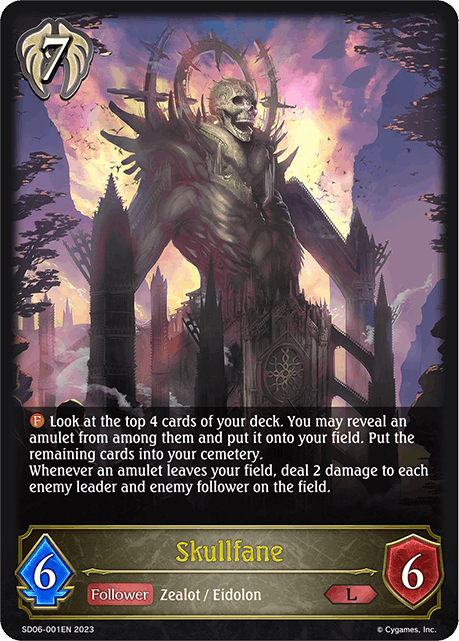 7
F Look at the top 4 cards of your deck. You may reveal an
amulet from among them and put it onto your field. Put the
remaining cards into your cemetery.
Whenever an amulet leaves your field, deal 2 damage to each
enemy leader and enemy follower on the field.
Skullfane
6 Follower Zealot / Eidolon L 6
SD06-001EN 2023 © Cygames, Inc.